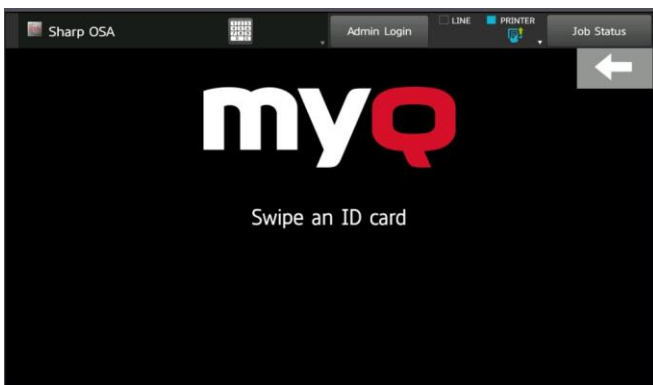 Sharp OSA
Admin Login
LINE
PRINTER
Job Status
myQ
Swipe an ID card